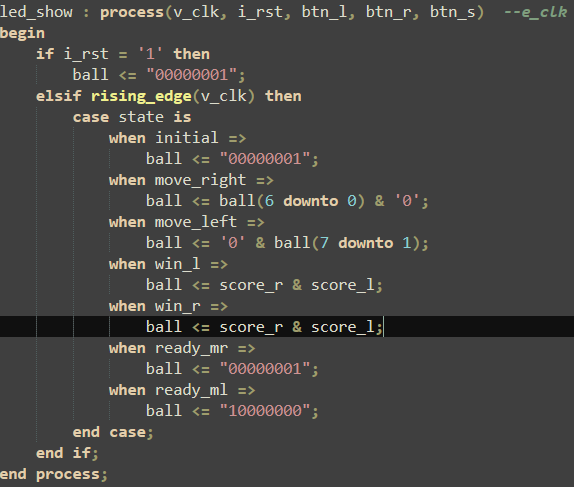 led_show : process(v_clk, i_rst, btn_l, btn_r, btn_s)  --e_clk
begin
    if i_rst = '1' then
        ball <= "00000001";
    elsif rising_edge(v_clk) then
        case state is
            when initial =>
                ball <= "00000001";
            when move_right =>
                ball <= ball(6 downto 0) & '0';
            when move_left =>
                ball <= '0' & ball(7 downto 1);
            when win_l =>
                ball <= score_r & score_l;
            when win_r =>
                ball <= score_r & score_l;
            when ready_mr =>
                ball <= "00000001";
            when ready_ml =>
                ball <= "10000000";
        end case;
    end if;
end process;